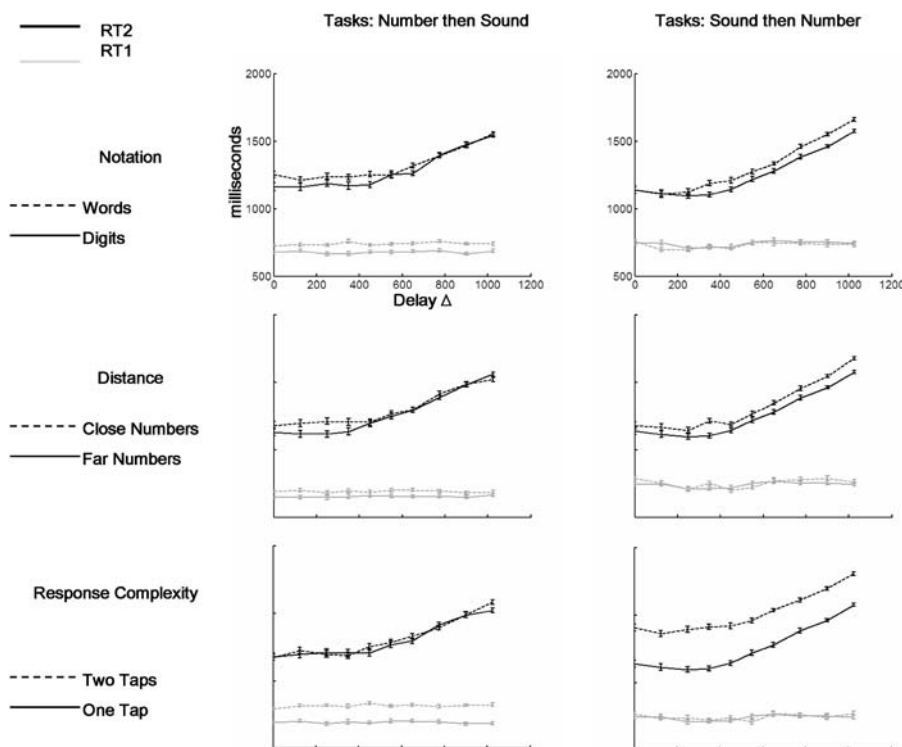 Tasks: Number then Sound
Tasks: Sound then Number
RT2
RT1
2000
1500
1000
500
milliseconds
0 200 400 600 800 1000 1200
Delay Δ
2000
1500
1000
500
0 200 400 600 800 1000 1200
Notation
Words
Digits
Distance
Close Numbers
Far Numbers
Response Complexity
Two Taps
One Tap